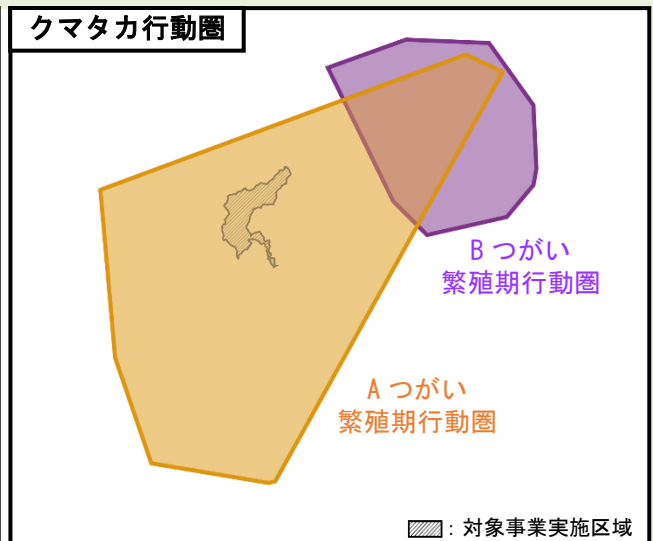 クマタカ行動圏
B つがい
繁殖期行動圏
A つがい
繁殖期行動圏
：対象事業実施区域